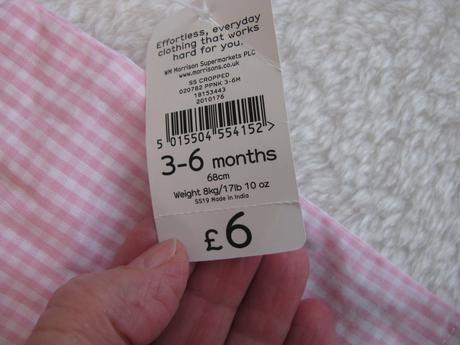 Effortless, everyday
clothing that works
hard for you.
WM Morrison Supermarkets PLC
www.morrisons.co.uk
SS CROPPED
020782 PPNK 3-6M
18153443
2010176
5 015504 554152 >
3-6 months
68cm
Weight 8kg/17lb 10 oz
SS19 Made in India
£6